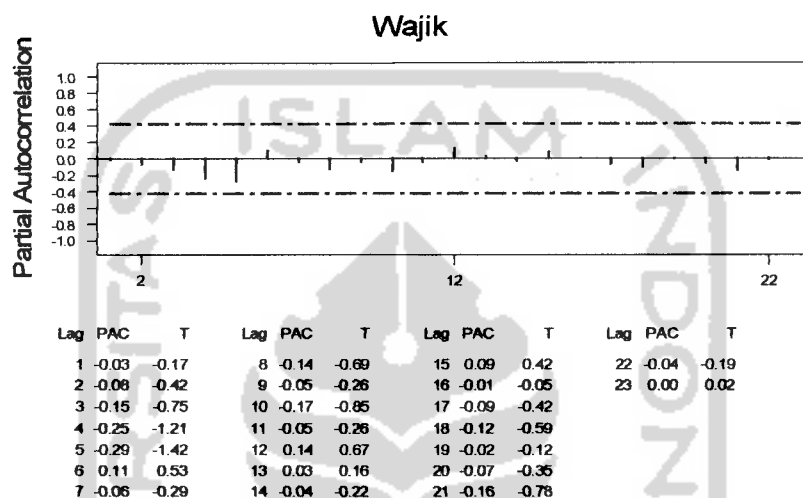 Wajik
Partial Autocorrelation
1.0
0.8
0.6
0.4
0.2
0.0
-0.2
-0.4
-0.6
-0.8
-1.0
2 12 22
Lag PAC T Lag PAC T Lag PAC T Lag PAC T
1 -0.03 -0.17 8 -0.14 -0.69 15 0.09 0.42 22 -0.04 -0.19
2 -0.08 -0.42 9 -0.05 -0.26 16 -0.01 -0.05 23 0.00 0.02
3 -0.15 -0.75 10 -0.17 -0.85 17 -0.09 -0.42
4 -0.25 -1.21 11 -0.05 -0.26 18 -0.12 -0.59
5 -0.29 -1.42 12 0.14 0.67 19 -0.02 -0.12
6 0.11 0.53 13 0.03 0.16 20 -0.07 -0.35
7 -0.06 -0.29 14 -0.04 -0.22 21 -0.16 -0.78
ISLAM
RSITAS
INDON